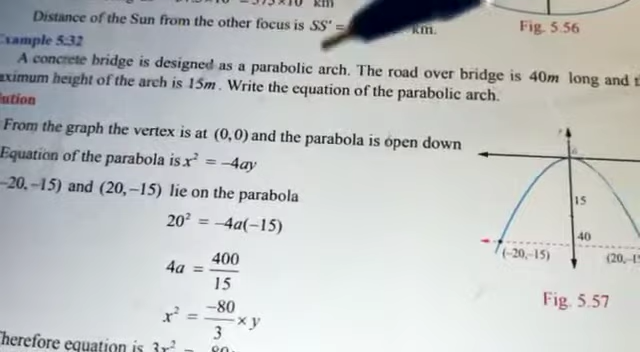 km
Distance of the Sun from the other focus is SS' = km.
Fig. 5.56
Example 5.32
A concrete bridge is designed as a parabolic arch. The road over bridge is 40m long and
maximum height of the arch is 15m. Write the equation of the parabolic arch.
From the graph the vertex is at (0,0) and the parabola is open down
Equation of the parabola is x² = −4ay
−20,−15) and (20,−15) lie on the parabola
20² = −4a(−15)
4a = 400/15
x² = −80/3 × y
Therefore equation is 3x² =
15
40
(−20,−15)
(20,
Fig. 5.57